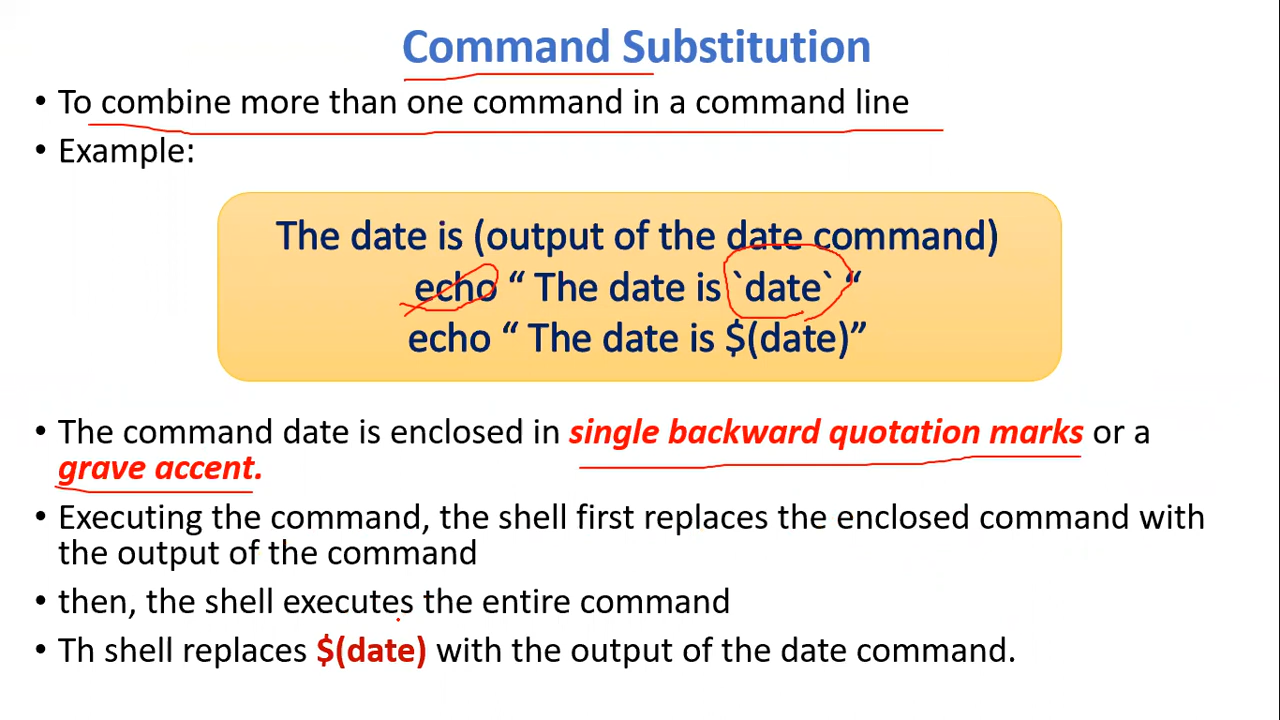 Command Substitution
• To combine more than one command in a command line
• Example:
The date is (output of the date command)
echo “ The date is `date` “
echo “ The date is $(date)”
• The command date is enclosed in single backward quotation marks or a
grave accent.
• Executing the command, the shell first replaces the enclosed command with
the output of the command
• then, the shell executes the entire command
• Th shell replaces $(date) with the output of the date command.